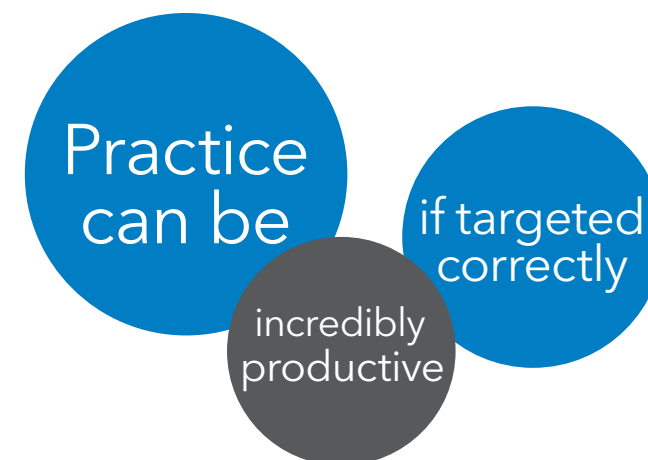 Practice
can be
incredibly
productive
if targeted
correctly